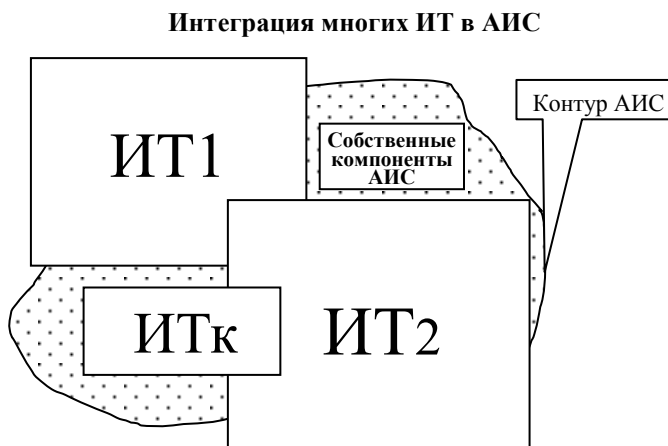 Интеграция многих ИТ в АИС
Контур АИС
ИТ1
Собственные
компоненты
АИС
ИТк
ИТ2